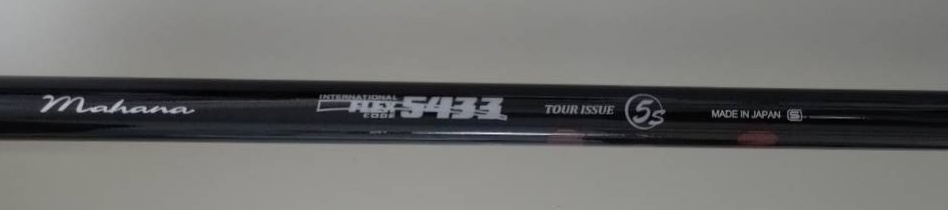 Mahana
INTERNATIONAL
FLEX 5433
CODE
TOUR ISSUE 5s
MADE IN JAPAN S